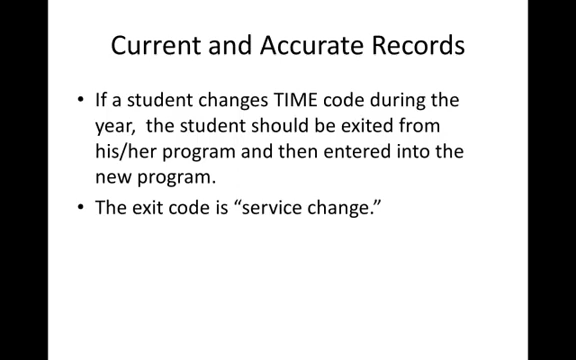 Current and Accurate Records
• If a student changes TIME code during the
year, the student should be exited from
his/her program and then entered into the
new program.
• The exit code is “service change.”